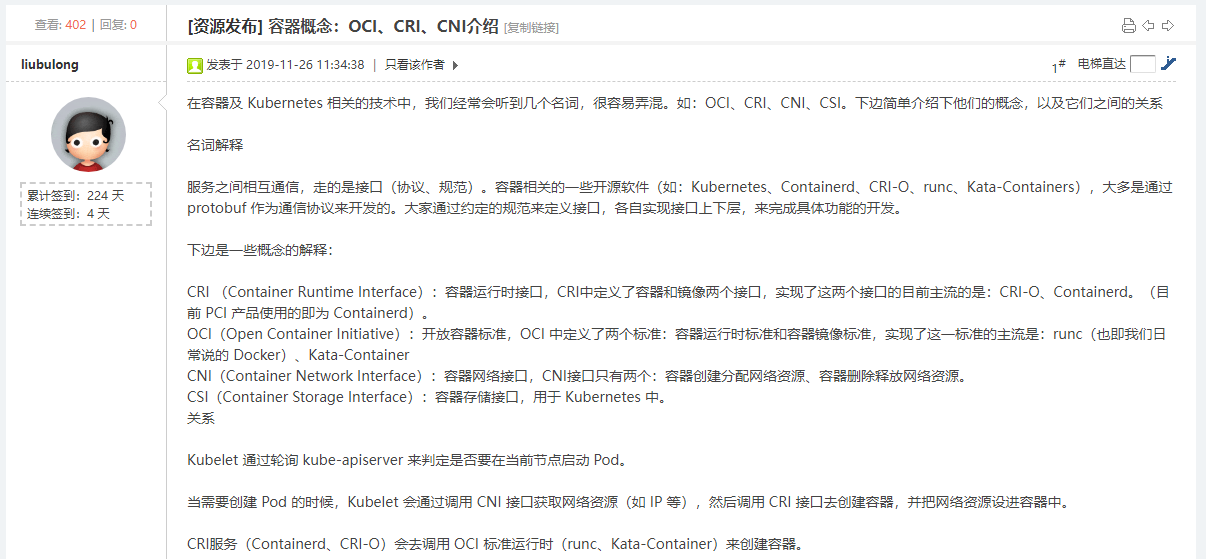 查看: 402 | 回复: 0
[资源发布] 容器概念：OCI、CRI、CNI介绍 [复制链接]
liubulong
发表于 2019-11-26 11:34:38 | 只看该作者
1# 电梯直达
累计签到：224 天
连续签到：4 天
在容器及 Kubernetes 相关的技术中，我们经常会听到几个名词，很容易弄混。如：OCI、CRI、CNI、CSI。下边简单介绍下他们的概念，以及它们之间的关系
名词解释
服务之间相互通信，走的是接口（协议、规范）。容器相关的一些开源软件（如：Kubernetes、Containerd、CRI-O、runc、Kata-Containers），大多是通过
protobuf 作为通信协议来开发的。大家通过约定的规范来定义接口，各自实现接口上下层，来完成具体功能的开发。
下边是一些概念的解释：
CRI （Container Runtime Interface）：容器运行时接口，CRI中定义了容器和镜像两个接口，实现了这两个接口的目前主流的是：CRI-O、Containerd。（目
前 PCI 产品使用的即为 Containerd）。
OCI（Open Container Initiative）：开放容器标准，OCI 中定义了两个标准：容器运行时标准和容器镜像标准，实现了这一标准的主流是：runc（也即我们日
常说的 Docker）、Kata-Container
CNI（Container Network Interface）：容器网络接口，CNI接口只有两个：容器创建分配网络资源、容器删除释放网络资源。
CSI（Container Storage Interface）：容器存储接口，用于 Kubernetes 中。
关系
Kubelet 通过轮询 kube-apiserver 来判定是否要在当前节点启动 Pod。
当需要创建 Pod 的时候，Kubelet 会通过调用 CNI 接口获取网络资源（如 IP 等），然后调用 CRI 接口去创建容器，并把网络资源设进容器中。
CRI服务（Containerd、CRI-O）会去调用 OCI 标准运行时（runc、Kata-Container）来创建容器。